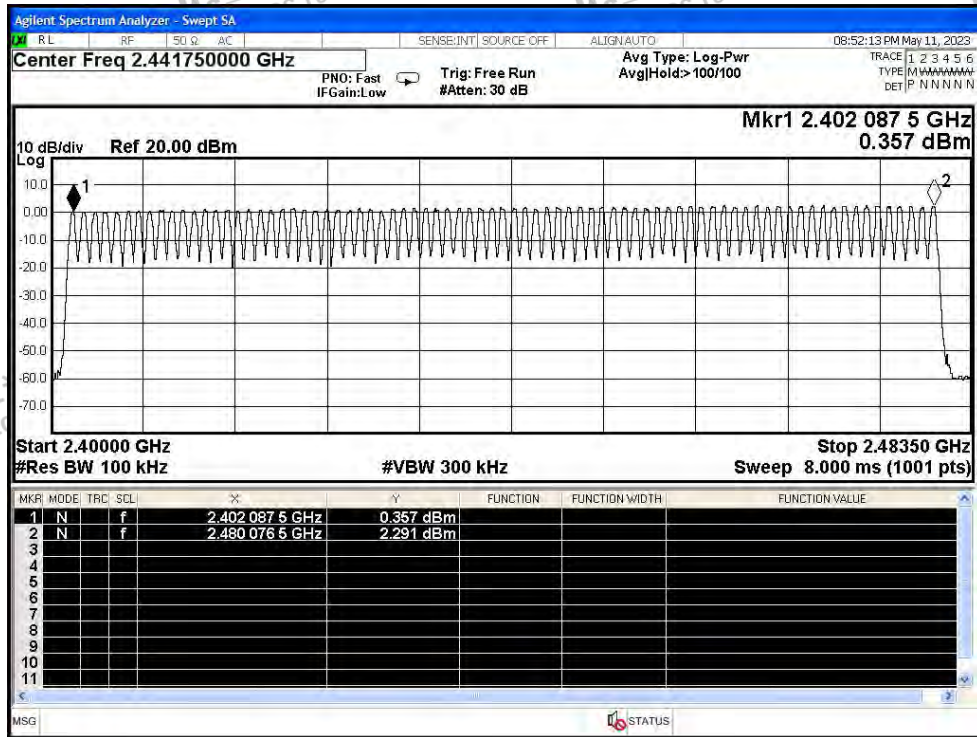 Agilent Spectrum Analyzer - Swept SA
LXI RL RF 50 Ω AC SENSE:INT SOURCE OFF ALIGNAUTO 08:52:13 PM May 11, 2023
Center Freq 2.441750000 GHz
PNO: Fast
IFGain:Low
Trig: Free Run
#Atten: 30 dB
Avg Type: Log-Pwr
Avg|Hold:>100/100
TRACE 1 2 3 4 5 6
TYPE MWWWWW
DET P N N N N N
Mkr1 2.402 087 5 GHz
0.357 dBm
10 dB/div Ref 20.00 dBm
Log
10.0
0.00
-10.0
-20.0
-30.0
-40.0
-50.0
-60.0
-70.0
1
2
Start 2.40000 GHz Stop 2.48350 GHz
#Res BW 100 kHz #VBW 300 kHz Sweep 8.000 ms (1001 pts)
MKR MODE TRC SCL X Y FUNCTION FUNCTION WIDTH FUNCTION VALUE
1 N f 2.402 087 5 GHz 0.357 dBm
2 N f 2.480 076 5 GHz 2.291 dBm
3
4
5
6
7
8
9
10
11
MSG STATUS